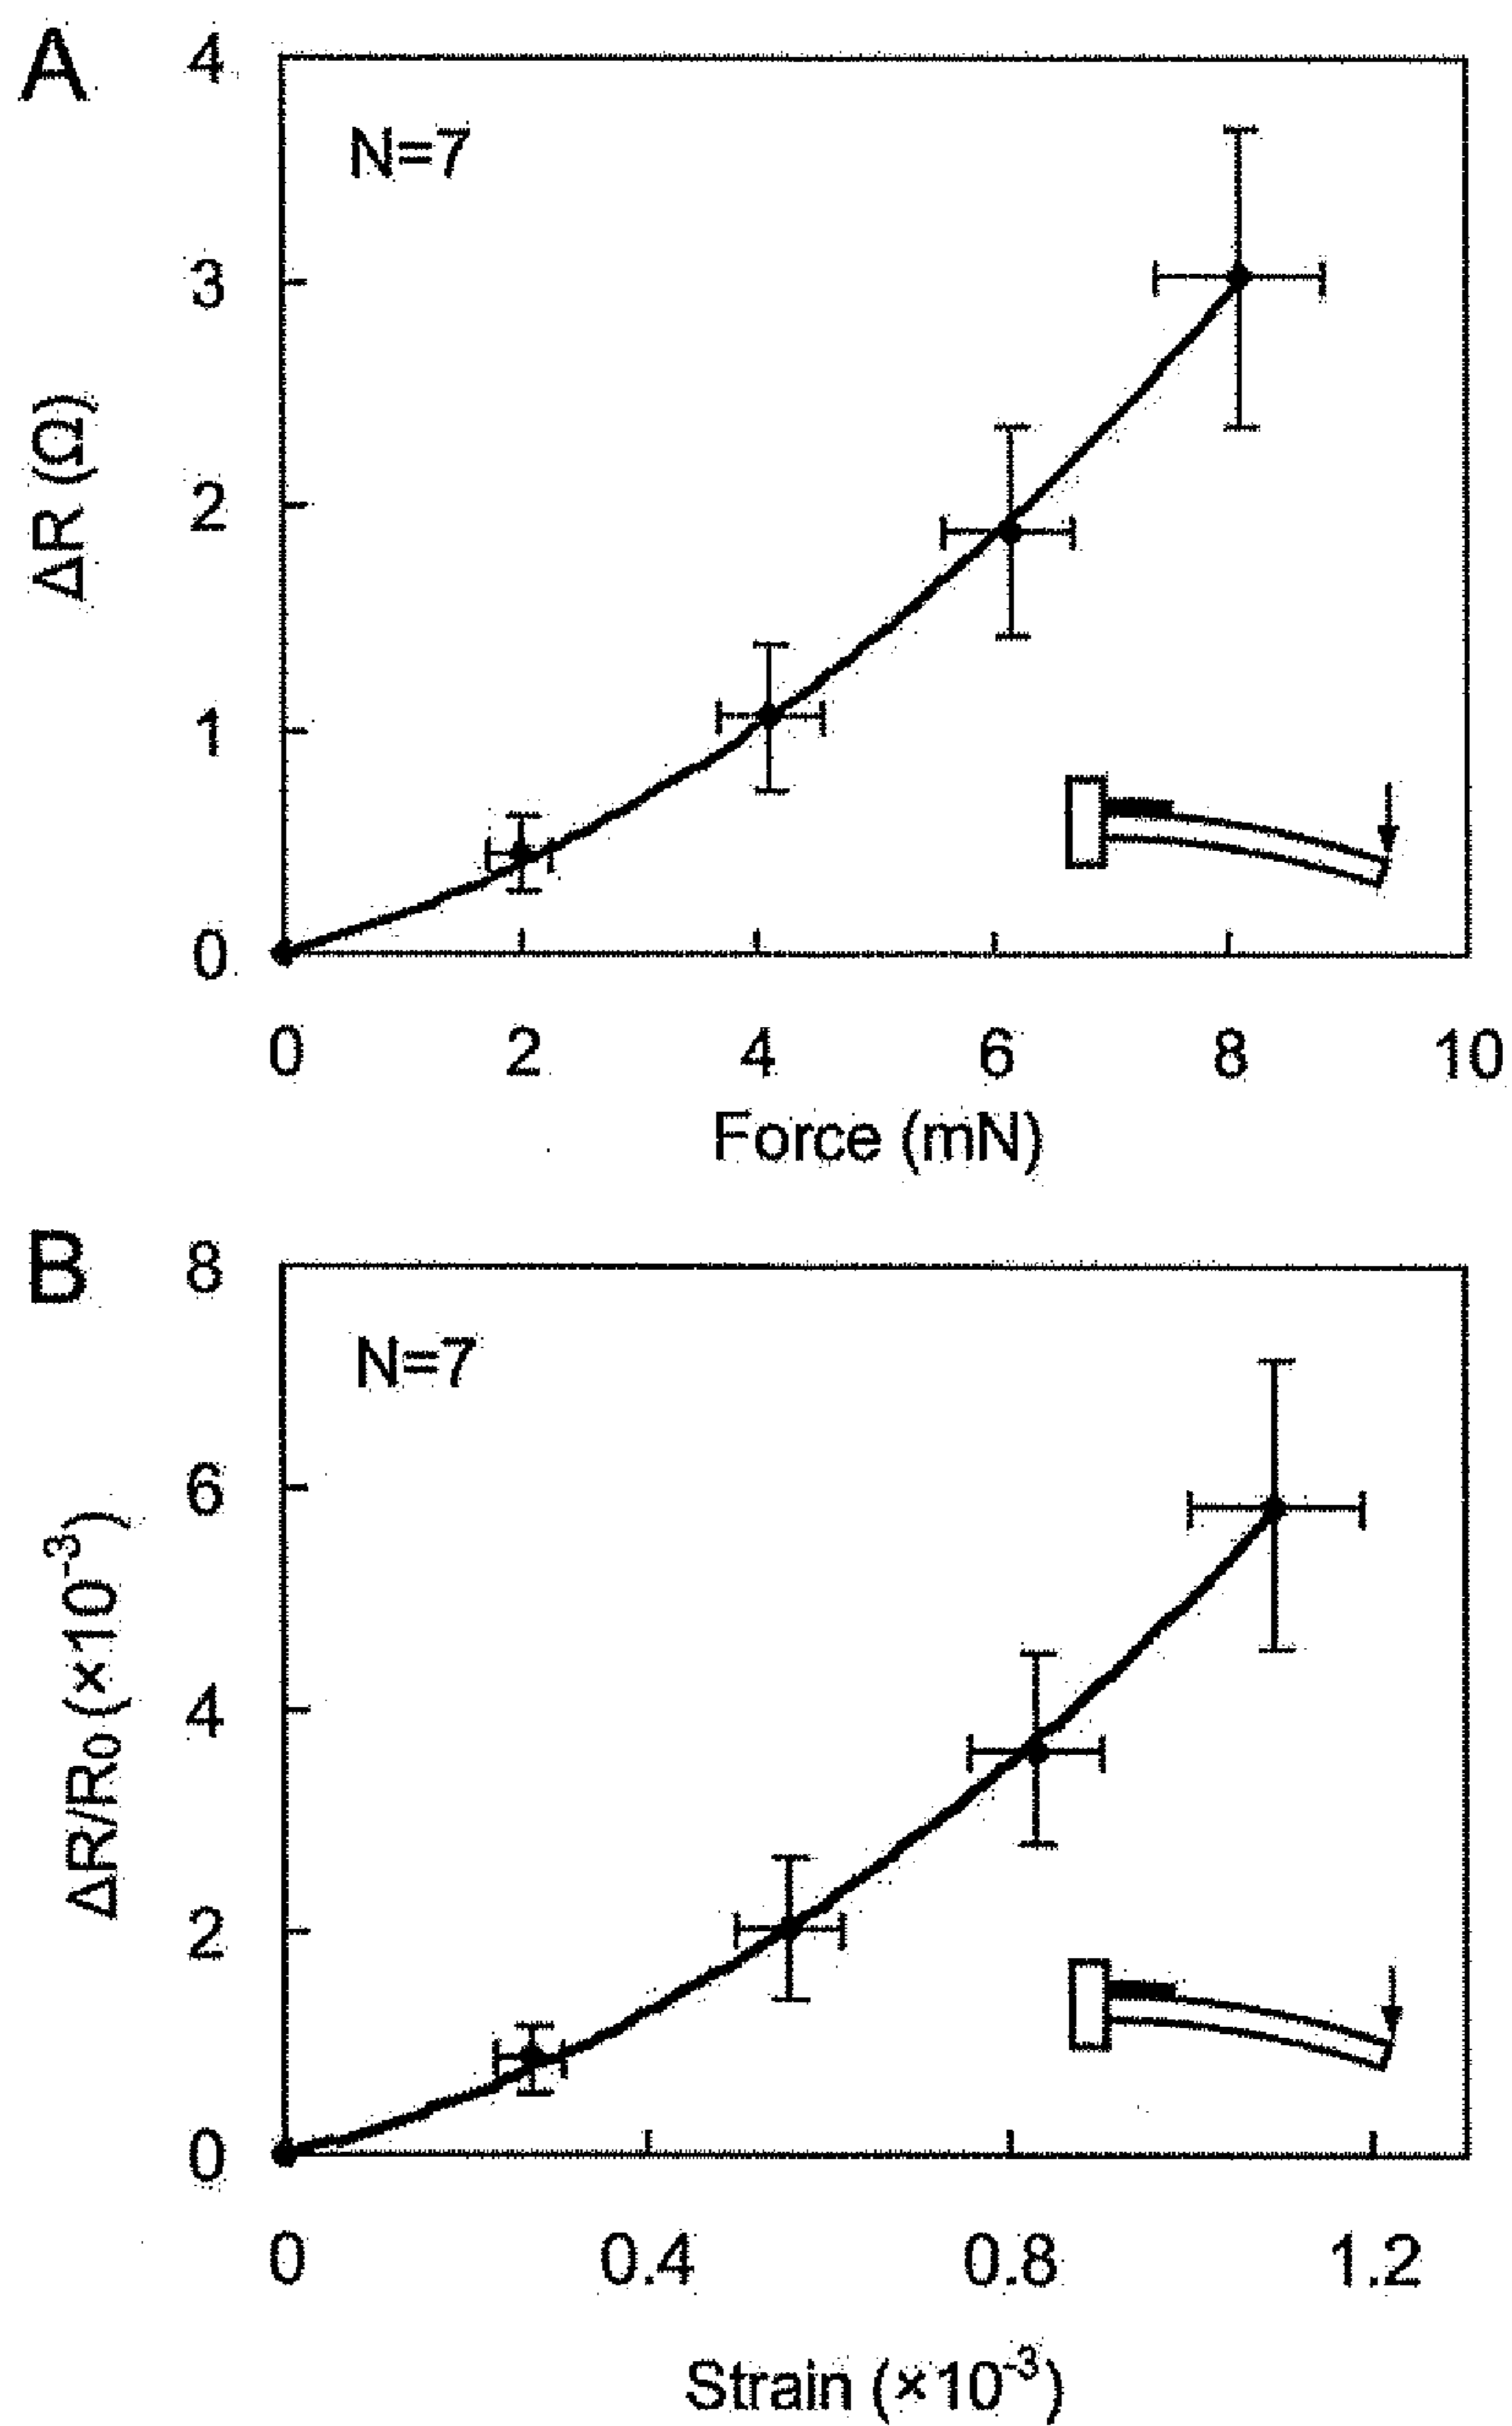 A
4
N=7
3
ΔR (Ω)
2
1
0
0 2 4 6 8 10
Force (mN)
B
8
N=7
6
ΔR/R₀ (×10⁻³)
4
2
0
0 0.4 0.8 1.2
Strain (×10⁻³)